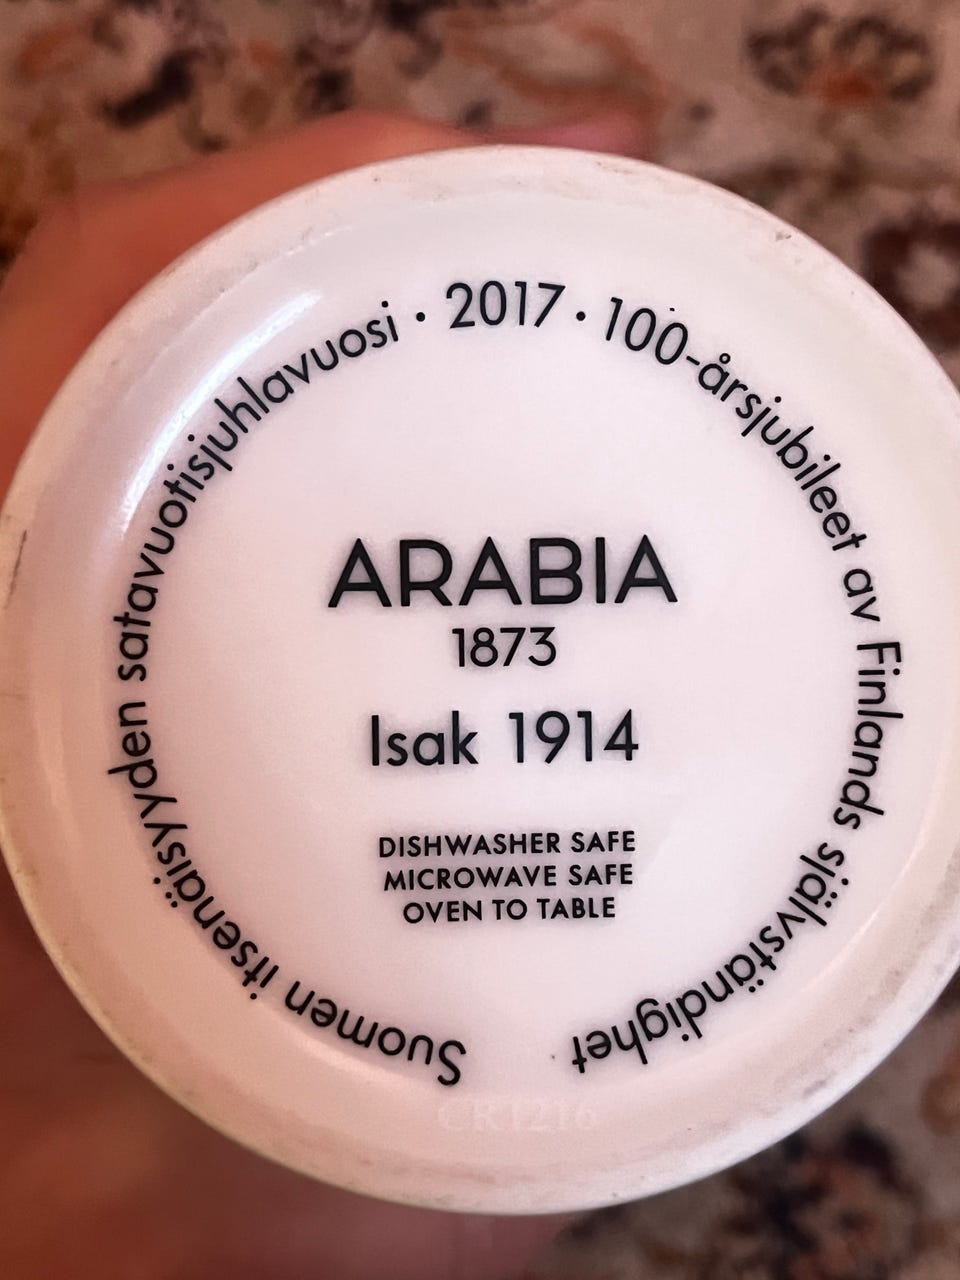 Suomen itsenäisyyden satavuotisjuhlavuosi · 2017 · 100-årsjubileet av Finlands självständighet
ARABIA
1873
Isak 1914
DISHWASHER SAFE
MICROWAVE SAFE
OVEN TO TABLE